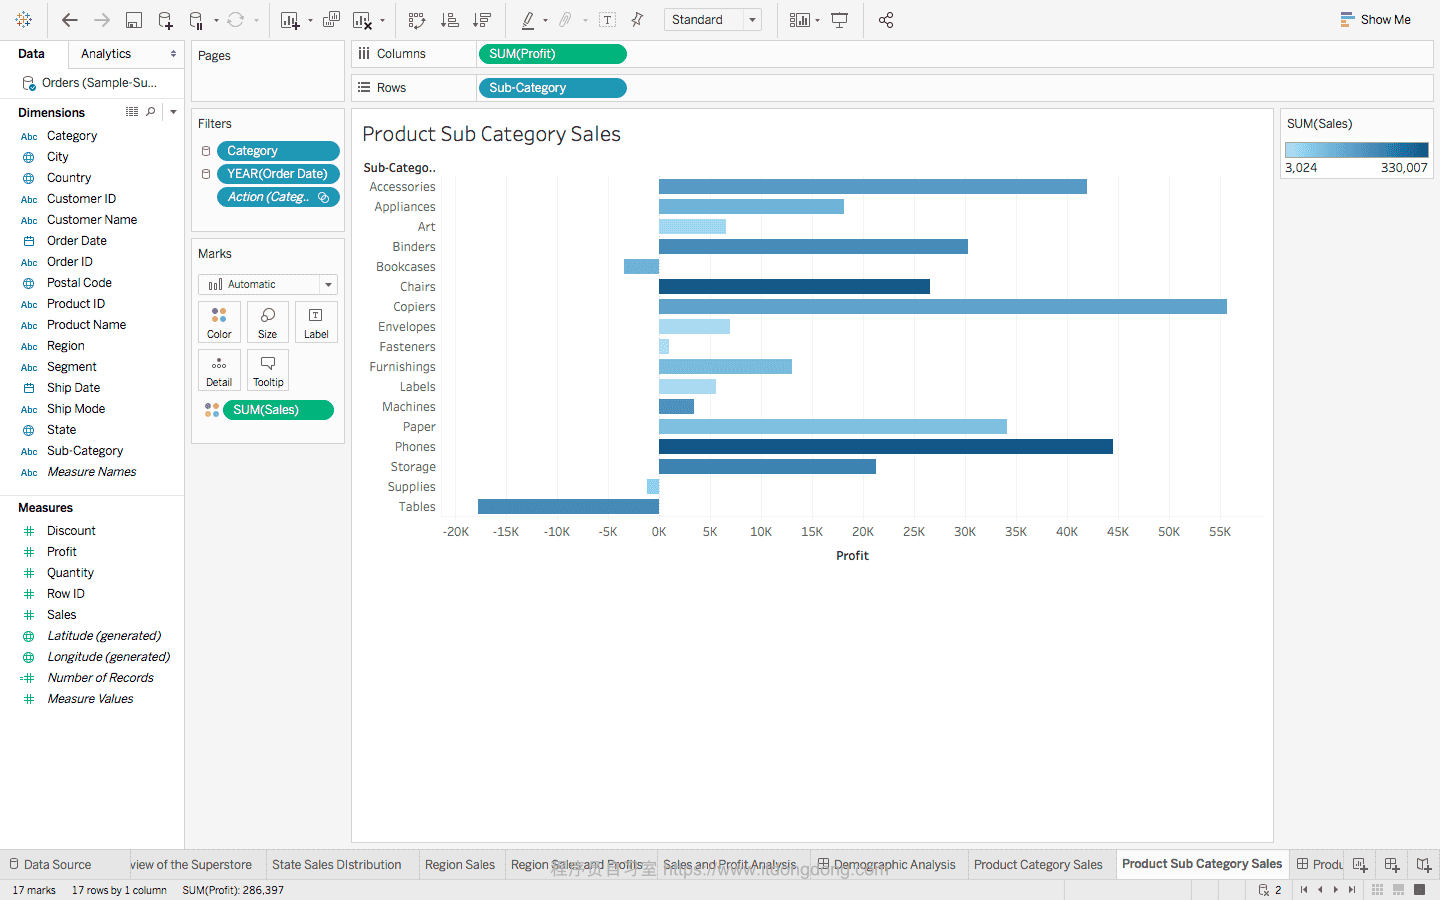 Standard
Show Me
Data
Analytics
Orders (Sample-Su...
Dimensions
Abc Category
City
Country
Abc Customer ID
Abc Customer Name
Order Date
Abc Order ID
Postal Code
Abc Product ID
Abc Product Name
Abc Region
Abc Segment
Ship Date
Abc Ship Mode
State
Abc Sub-Category
Abc Measure Names
Measures
# Discount
# Profit
# Quantity
# Row ID
# Sales
Latitude (generated)
Longitude (generated)
=# Number of Records
# Measure Values
Pages
Filters
Category
YEAR(Order Date)
Action (Categ..
Marks
Automatic
Color
Size
T
Label
Detail
Tooltip
SUM(Sales)
Columns
SUM(Profit)
Rows
Sub-Category
Product Sub Category Sales
Sub-Catego..
Accessories
Appliances
Art
Binders
Bookcases
Chairs
Copiers
Envelopes
Fasteners
Furnishings
Labels
Machines
Paper
Phones
Storage
Supplies
Tables
-20K -15K -10K -5K 0K 5K 10K 15K 20K 25K 30K 35K 40K 45K 50K 55K
Profit
SUM(Sales)
3,024 330,007
Data Source
view of the Superstore
State Sales Distribution
Region Sales
Region Sales and Profits
Sales and Profit Analysis
Demographic Analysis
Product Category Sales
Product Sub Category Sales
Produ
程序员自习室 https://www.itdongdong.com
17 marks 17 rows by 1 column SUM(Profit): 286,397
2